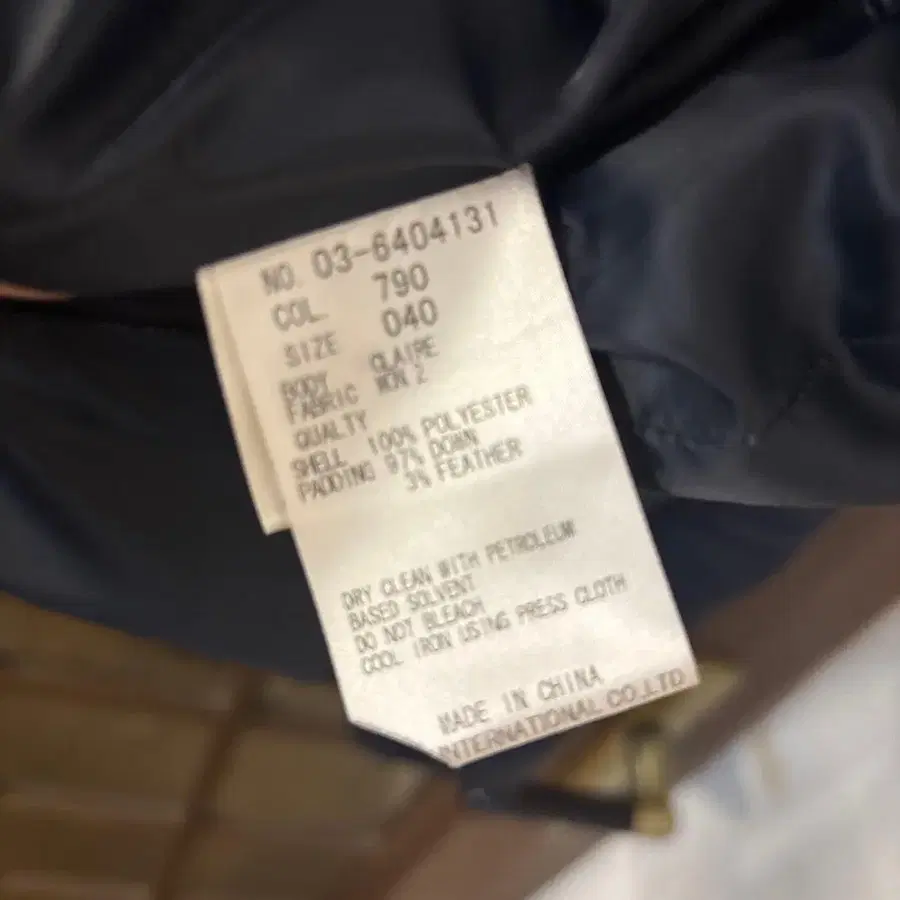 NO. 03-6404131
COL. 790
SIZE 040
BODY CLAIRE
FABRIC MON 2
QUALTY
SHELL 100% POLYESTER
PADDING 97% DOWN
3% FEATHER
DRY CLEAN WITH PETROLEUM
BASED SOLVENT
DO NOT BLEACH
COOL IRON USING PRESS CLOTH
MADE IN CHINA
INTERNATIONAL CO.,LTD